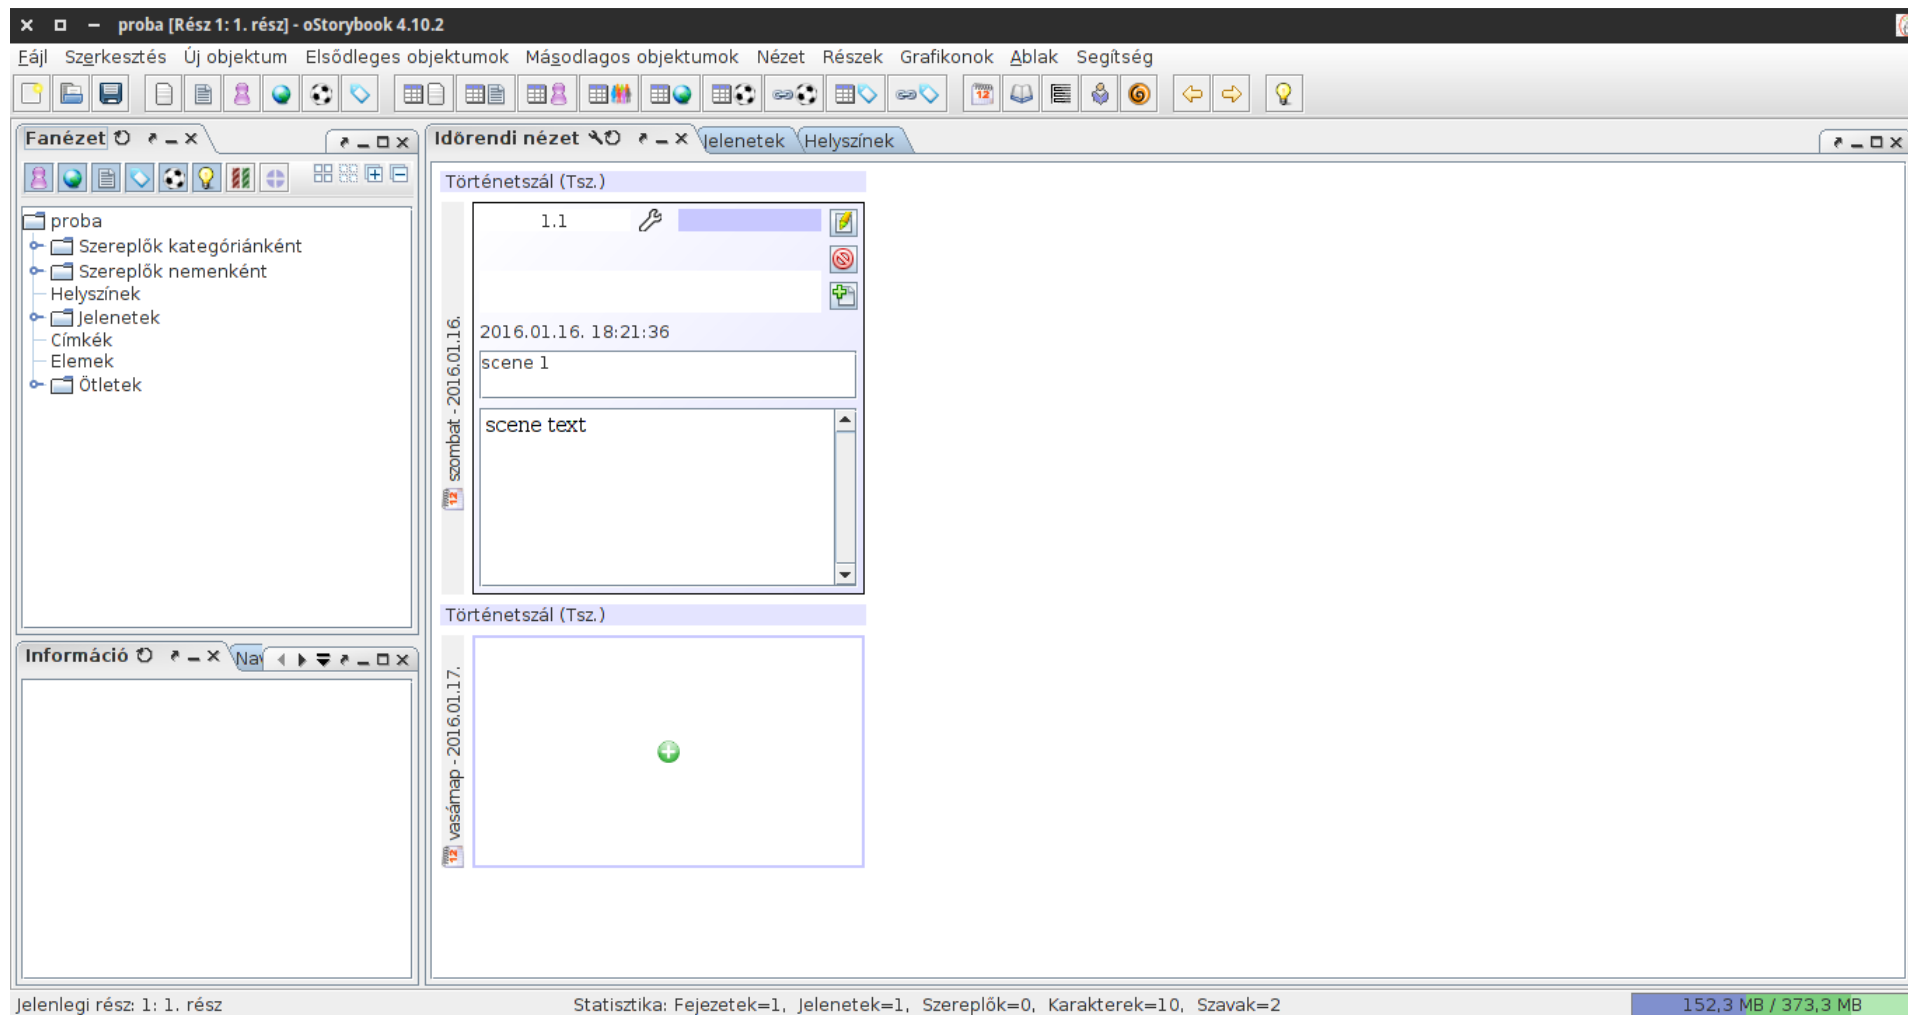 proba [Rész 1: 1. rész] - oStorybook 4.10.2
Fájl Szerkesztés Új objektum Elsődleges objektumok Másodlagos objektumok Nézet Részek Grafikonok Ablak Segítség
Fanézet
Időrendi nézet Jelenetek Helyszínek
proba
Szereplők kategóriánként
Szereplők nemenként
Helyszínek
Jelenetek
Címkék
Elemek
Ötletek
Információ Nav
Történetszál (Tsz.)
szombat - 2016.01.16.
1.1
2016.01.16. 18:21:36
scene 1
scene text
Történetszál (Tsz.)
vasárnap - 2016.01.17.
Jelenlegi rész: 1: 1. rész
Statisztika: Fejezetek=1, Jelenetek=1, Szereplők=0, Karakterek=10, Szavak=2
152,3 MB / 373,3 MB